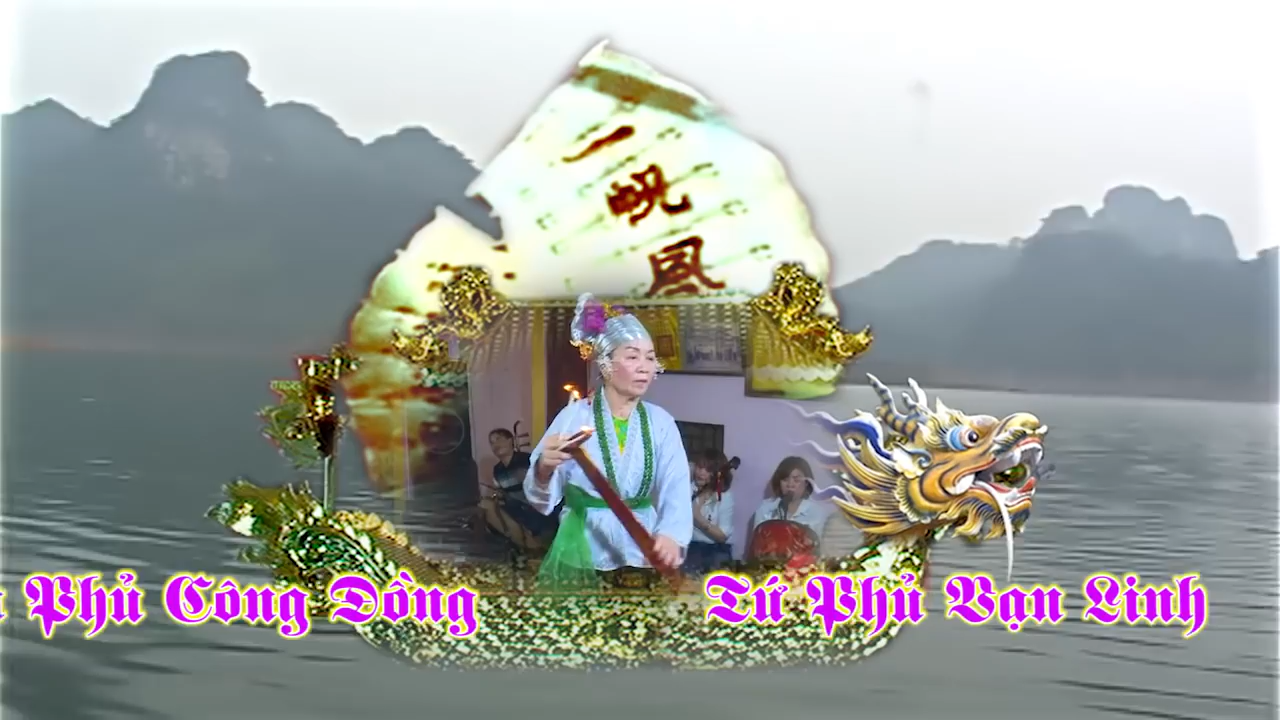 一
帆
風
Phủ Công Đồng
Tứ Phủ Vạn Linh